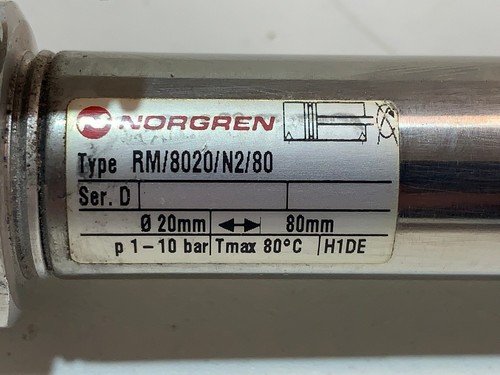 NORGREN
Type RM/8020/N2/80
Ser. D
Ø 20mm 80mm
p 1-10 bar Tmax 80°C H1DE